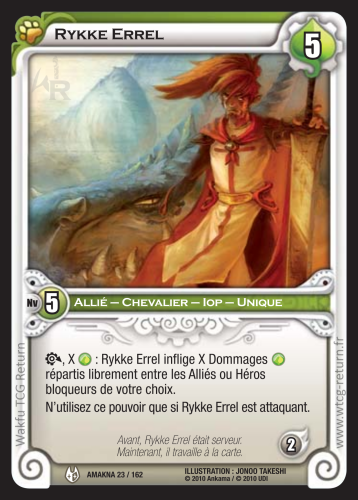 Rykke Errel
5
R
Nv 5
Allié – Chevalier – Iop – Unique
, X : Rykke Errel inflige X Dommages
répartis librement entre les Alliés ou Héros
bloqueurs de votre choix.
N'utilisez ce pouvoir que si Rykke Errel est attaquant.
Avant, Rykke Errel était serveur.
Maintenant, il travaille à la carte.
2
AMAKNA 23 / 162
ILLUSTRATION : JONOO TAKESHI
© 2010 Ankama / © 2010 UDI
Wakfu TCG Return
www.wtcg-return.fr